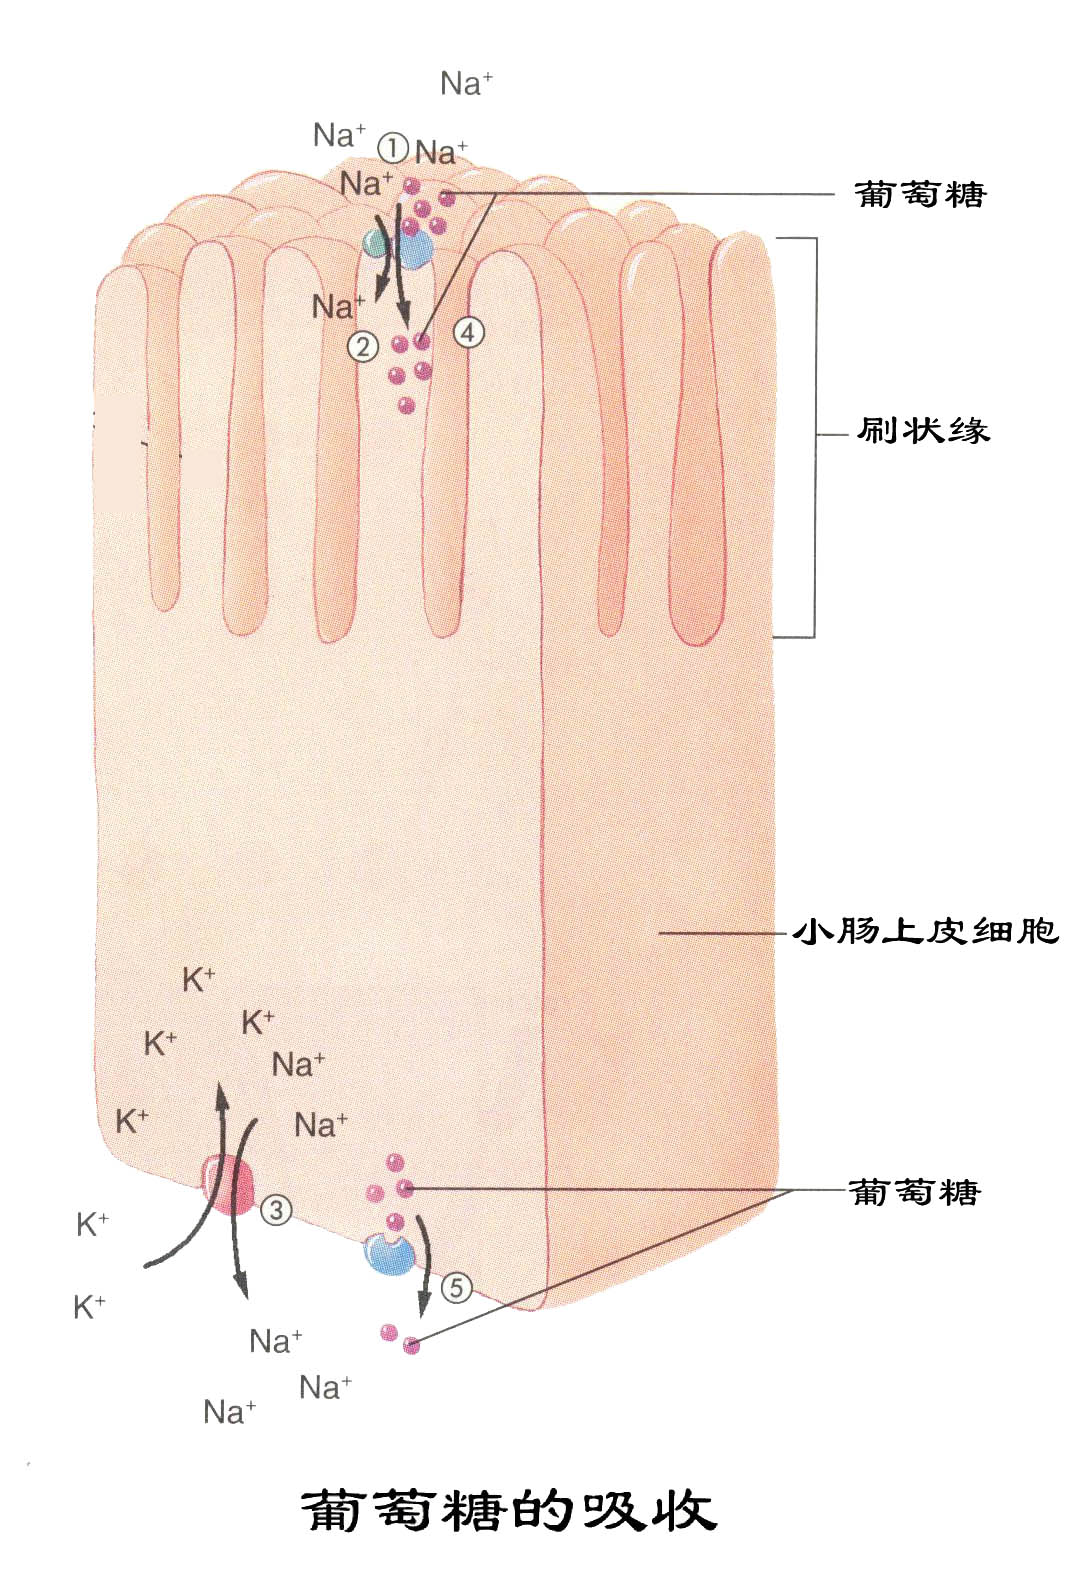 Na⁺
Na⁺ ① Na⁺
Na⁺
葡萄糖
Na⁺
② ④
刷状缘
小肠上皮细胞
K⁺
K⁺
K⁺
Na⁺
K⁺
Na⁺
葡萄糖
③
K⁺
⑤
K⁺
Na⁺
Na⁺
Na⁺
葡萄糖的吸收